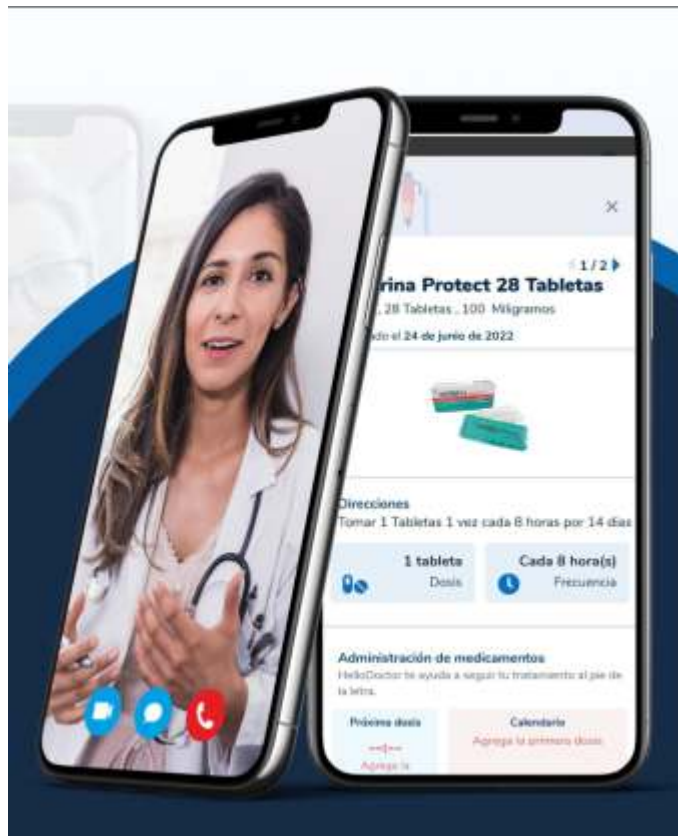 1 / 2
rina Protect 28 Tabletas
, 28 Tabletas , 100 Miligramos
do el 24 de junio de 2022
Direcciones
Tomar 1 Tabletas 1 vez cada 8 horas por 14 días
1 tableta
Dosis
Cada 8 hora(s)
Frecuencia
Administración de medicamentos
HelloDoctor te ayuda a seguir tu tratamiento al pie de
la letra.
Próxima dosis
--:--
Agrega la
Calendario
Agrega la primera dosis